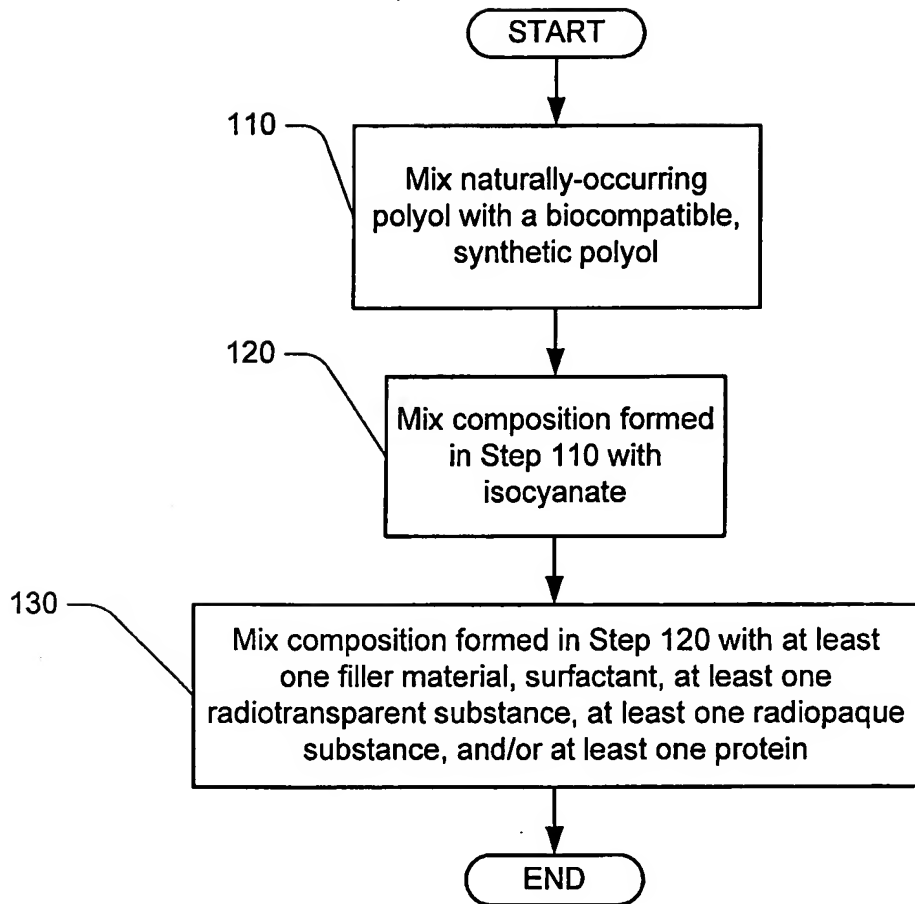 START
110
Mix naturally-occurring
polyol with a biocompatible,
synthetic polyol
120
Mix composition formed
in Step 110 with
isocyanate
130
Mix composition formed in Step 120 with at least
one filler material, surfactant, at least one
radiotransparent substance, at least one radiopaque
substance, and/or at least one protein
END